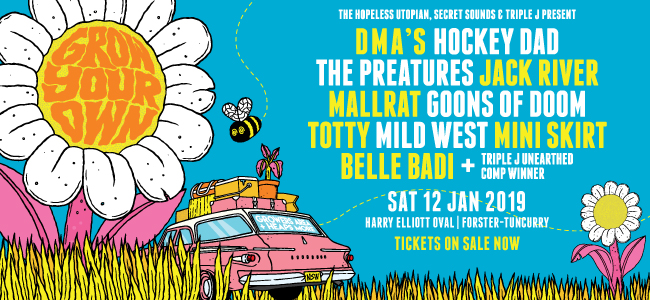 GROW
YOUR
OWN
THE HOPELESS UTOPIAN, SECRET SOUNDS & TRIPLE J PRESENT
DMA'S HOCKEY DAD
THE PREATURES JACK RIVER
MALLRAT GOONS OF DOOM
TOTTY MILD WEST MINI SKIRT
BELLE BADI + TRIPLE J UNEARTHED
COMP WINNER
SAT 12 JAN 2019
HARRY ELLIOTT OVAL | FORSTER-TUNCURRY
TICKETS ON SALE NOW
NSW